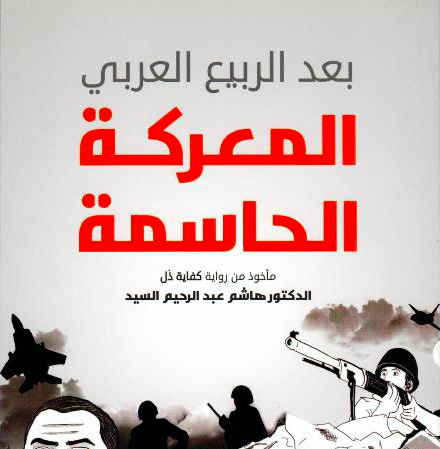 بعد الربيع العربي
المعركة
الحاسمة
مأخوذ من رواية كفاية ذل
الدكتور هاشم عبد الرحيم السيد